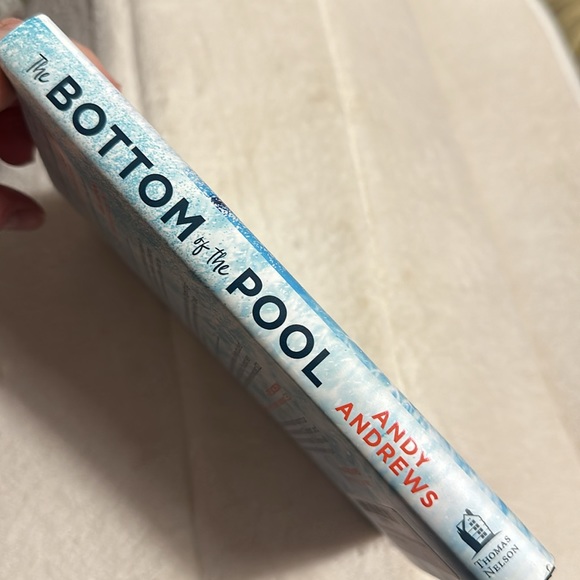 The
BOTTOM
of the
POOL
ANDY
ANDREWS
THOMAS
NELSON